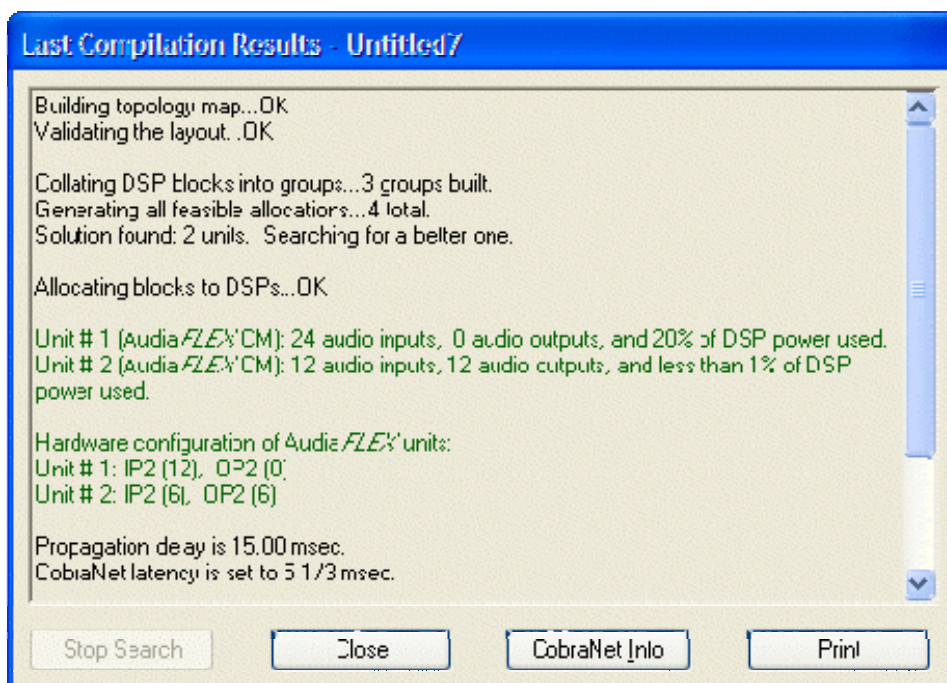 Last Compilation Results - Untitled7
Building topology map...OK
Validating the layout...OK
Collating DSP blocks into groups...3 groups built.
Generating all feasible allocations...4 total.
Solution found: 2 units. Searching for a better one.
Allocating blocks to DSPs...OK
Unit # 1 (AudiaFLEX CM): 24 audio inputs, 0 audio outputs, and 20% of DSP power used.
Unit # 2 (AudiaFLEX CM): 12 audio inputs, 12 audio outputs, and less than 1% of DSP
power used.
Hardware configuration of AudiaFLEX units:
Unit # 1: IP2 (12), OP2 (0)
Unit # 2: IP2 (6), OP2 (6)
Propagation delay is 15.00 msec.
CobraNet latency is set to 5 1/3 msec.
Stop Search
Close
CobraNet Info
Print